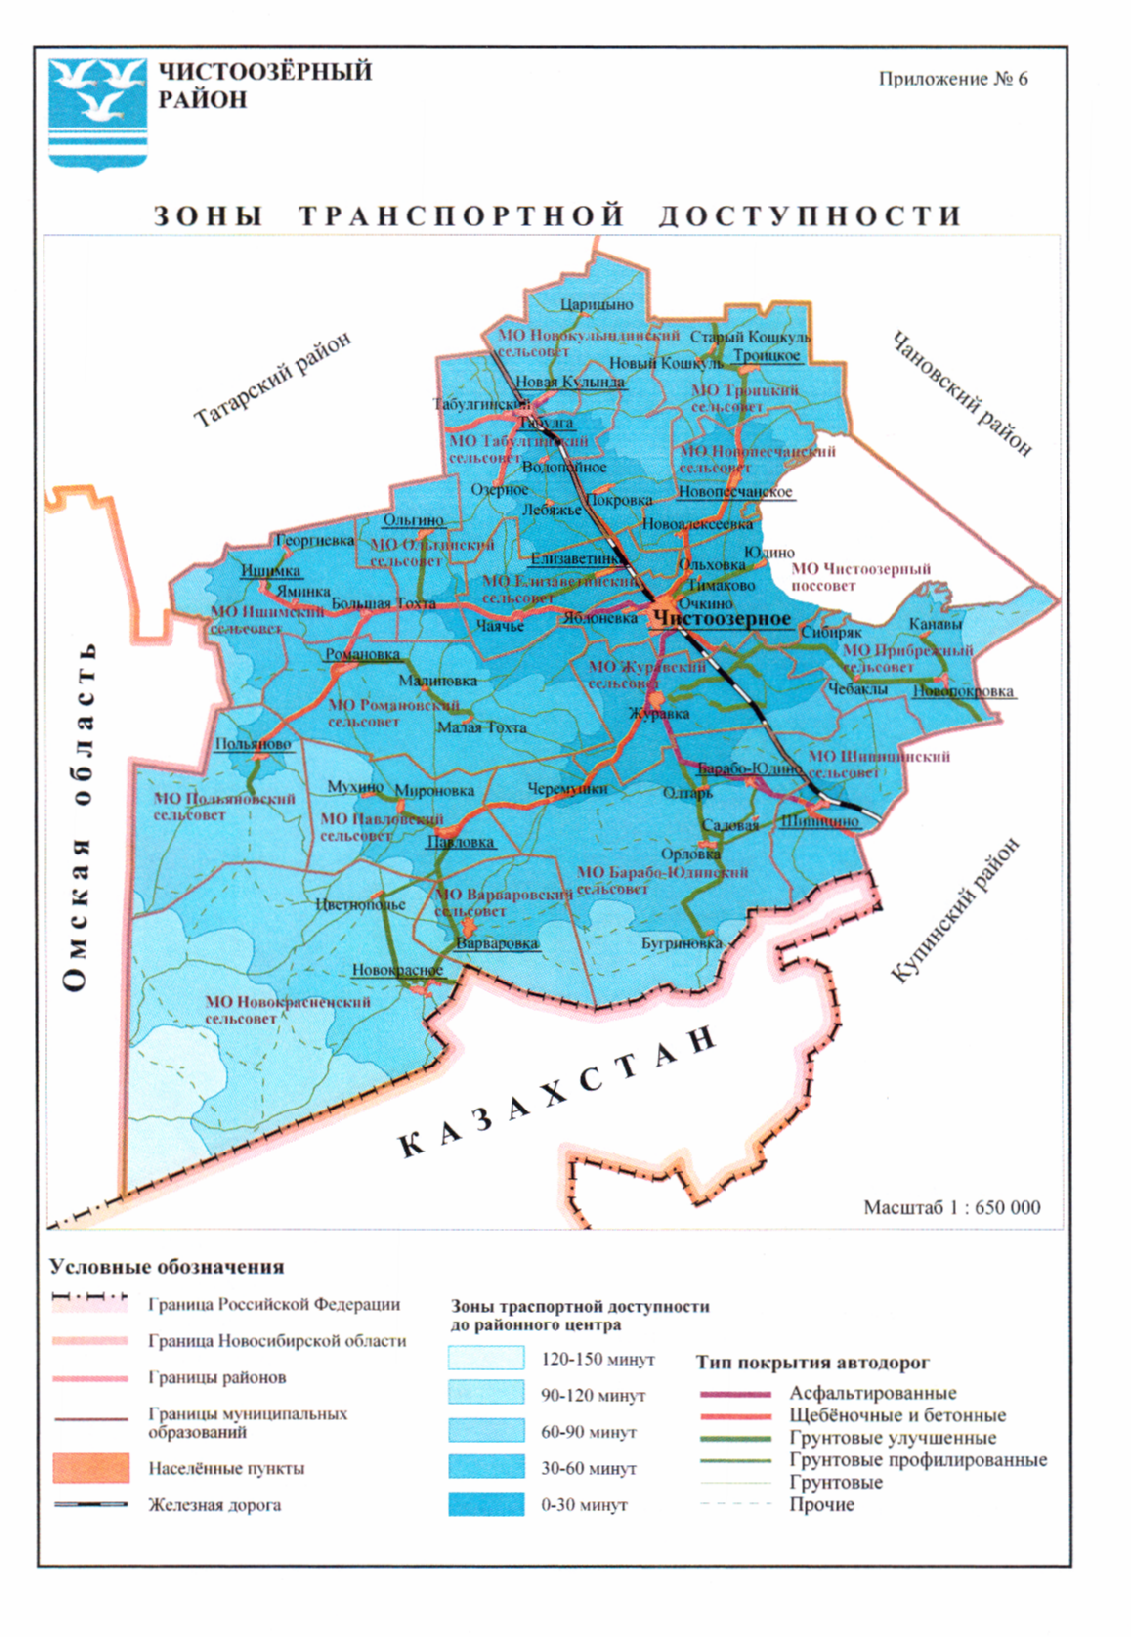 ЧИСТООЗЁРНЫЙ
РАЙОН
Приложение № 6
ЗОНЫ ТРАНСПОРТНОЙ ДОСТУПНОСТИ
Татарский район
Чановский район
Омская область
Купинский район
КАЗАХСТАН
Царицыно
МО Новокулындинский
сельсовет
Старый Кошкуль
Новый Кошкуль
Троицкое
Новая Кулында
МО Троицкий
сельсовет
Табулгинский
Табулга
МО Табулгинский
сельсовет
МО Новопесчанский
сельсовет
Водопойное
Озерное
Покровка
Новопесчанское
Лебяжье
Ольгино
Новоалексеевка
Георгиевка
МО Ольгинский
сельсовет
Елизаветинка
Юдино
Ишимка
Ольховка
МО Чистоозерный
поссовет
МО Елизаветинский
сельсовет
Тимаково
Яминка
Большая Тохта
Очкино
МО Ишимский
сельсовет
Чаячье
Яблоневка
Чистоозерное
Сибиряк
Канавы
Романовка
МО Прибрежный
сельсовет
МО Журавский
сельсовет
Малиновка
Чебаклы
Новопокровка
МО Романовский
сельсовет
Журавка
Малая Тохта
Польяново
МО Шипицинский
сельсовет
Барабо-Юдино
Мухино
Мироновка
Черемушки
Олтарь
МО Польяновский
сельсовет
МО Павловский
сельсовет
Садовая
Шипицино
Павловка
Орловка
МО Барабо-Юдинский
сельсовет
Цветнополье
МО Варваровский
сельсовет
Варваровка
Бугриновка
Новокрасное
МО Новокрасненский
сельсовет
Масштаб 1 : 650 000
Условные обозначения
Граница Российской Федерации
Граница Новосибирской области
Границы районов
Границы муниципальных
образований
Населённые пункты
Железная дорога
Зоны траспортной доступности
до районного центра
120-150 минут
90-120 минут
60-90 минут
30-60 минут
0-30 минут
Тип покрытия автодорог
Асфальтированные
Щебёночные и бетонные
Грунтовые улучшенные
Грунтовые профилированные
Грунтовые
Прочие